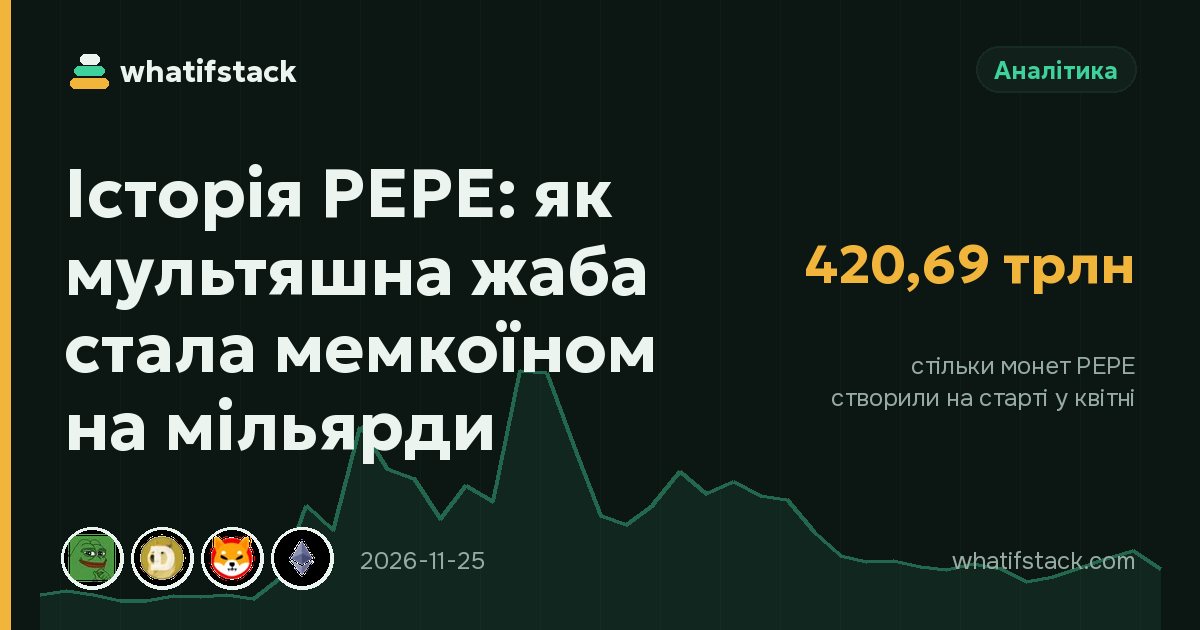 whatifstack
Аналітика
Історія PEPE: як
мультяшна жаба
стала мемкоїном
на мільярди
420,69 трлн
стільки монет PEPE
створили на старті у квітні
2026-11-25
whatifstack.com